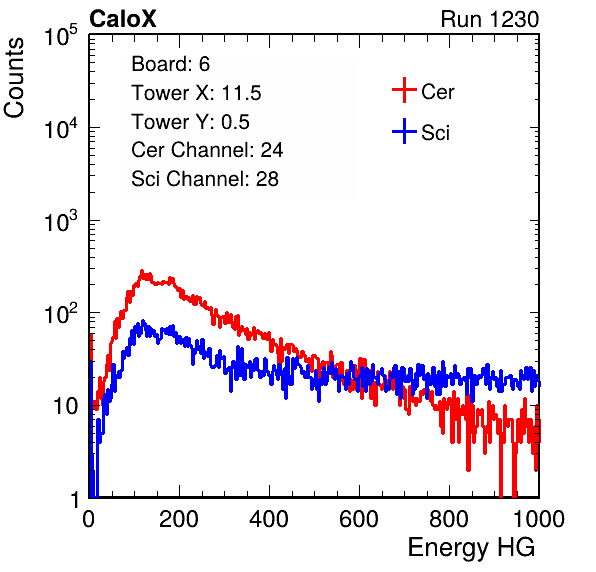 CaloX Run 1230
Counts
10^5
10^4
10^3
10^2
10
1
Board: 6
Tower X: 11.5
Tower Y: 0.5
Cer Channel: 24
Sci Channel: 28
Cer
Sci
0 200 400 600 800 1000
Energy HG